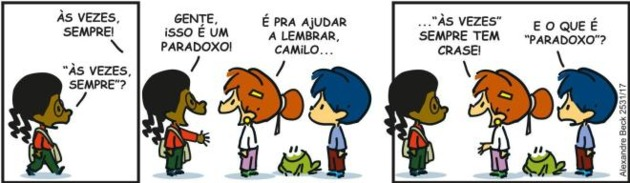 ÀS VEZES,
SEMPRE!
"ÀS VEZES,
SEMPRE"?
GENTE,
ISSO É UM
PARADOXO!
É PRA AJUDAR
A LEMBRAR,
CAMILO...
..."ÀS VEZES"
SEMPRE TEM
CRASE!
E O QUE É
"PARADOXO"?
Alexandre Beck 2531/17